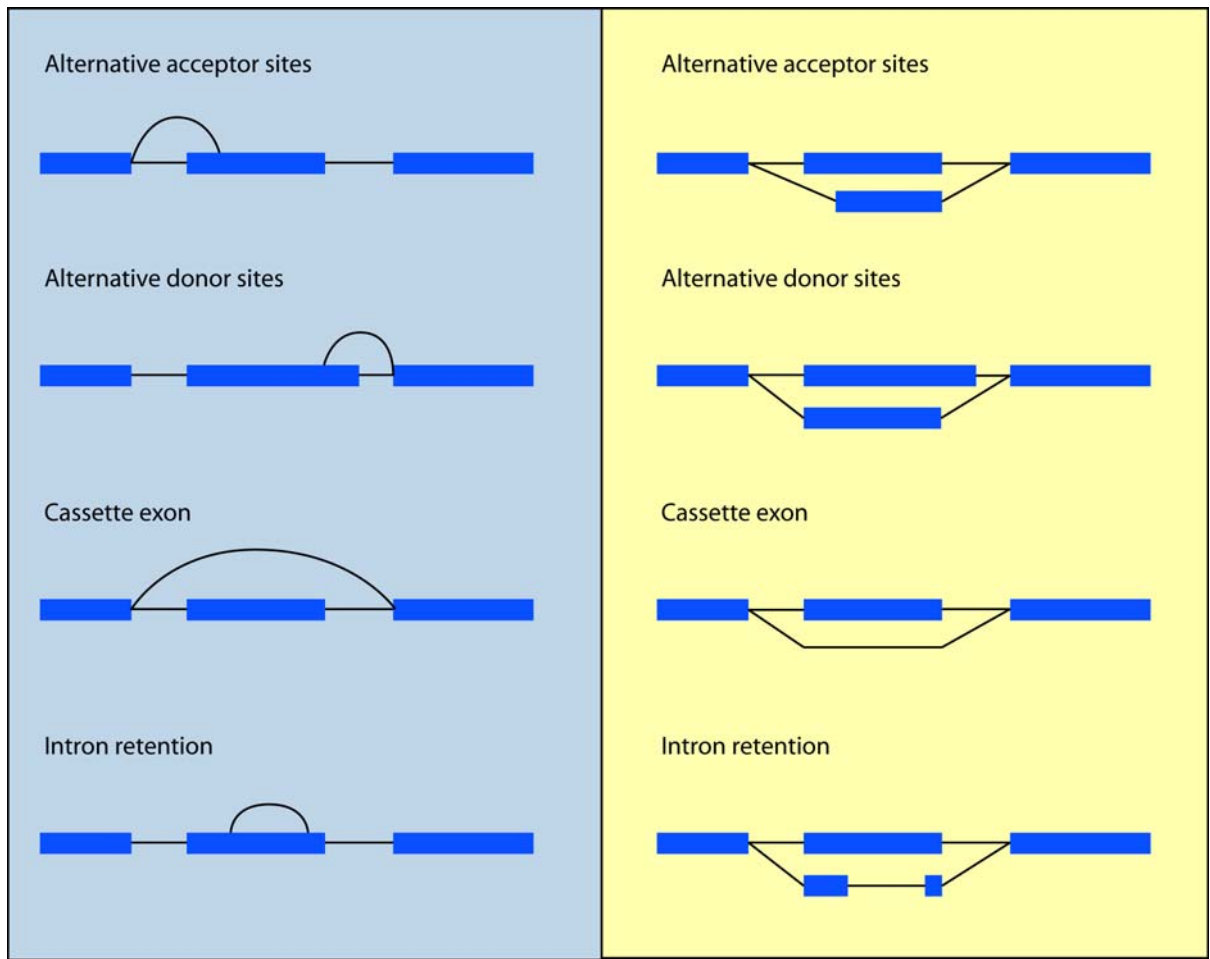 Alternative acceptor sites
Alternative donor sites
Cassette exon
Intron retention
Alternative acceptor sites
Alternative donor sites
Cassette exon
Intron retention